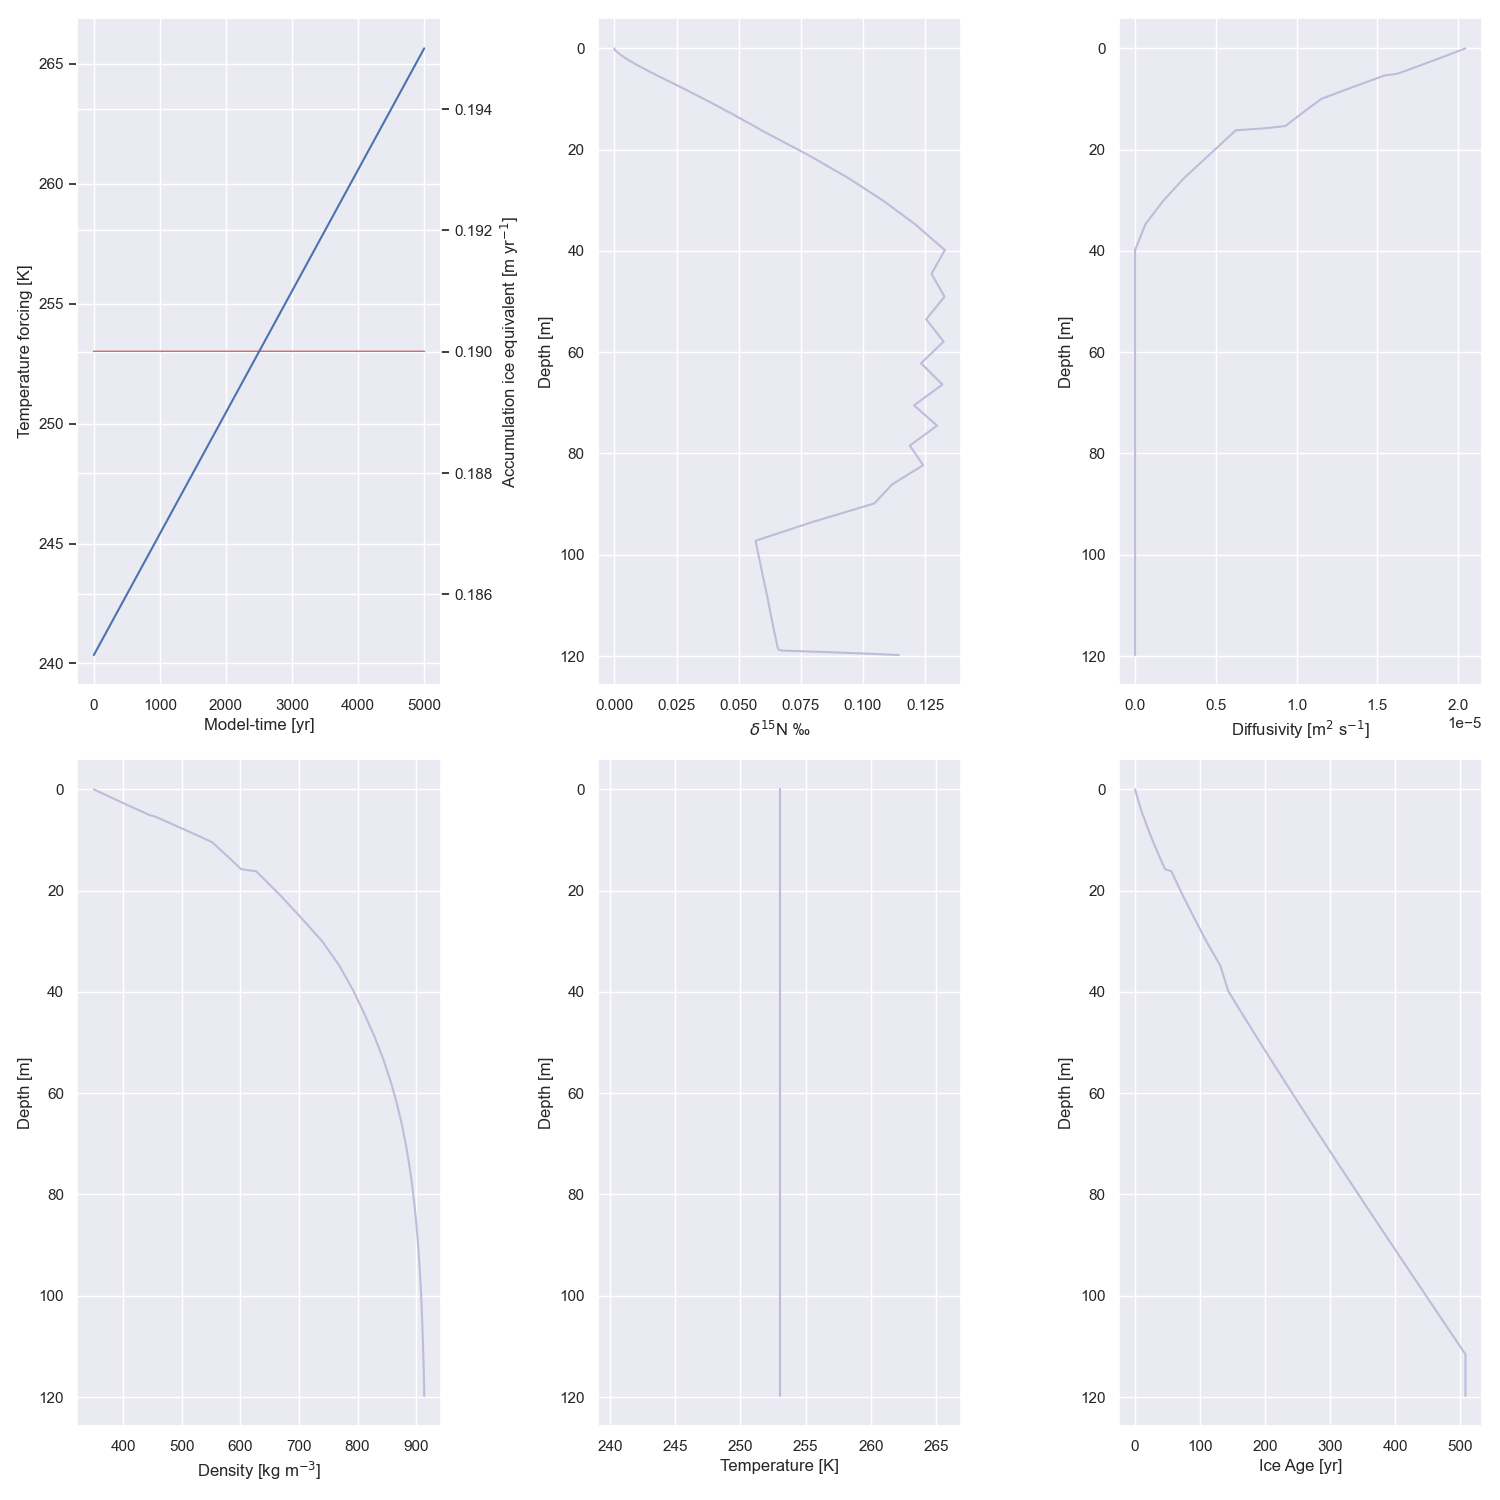 265
260
255
250
245
240
Temperature forcing [K]
0 1000 2000 3000 4000 5000
Model-time [yr]
0.194
0.192
0.190
0.188
0.186
Accumulation ice equivalent [m yr⁻¹]
0
20
40
60
80
100
120
Depth [m]
0.000 0.025 0.050 0.075 0.100 0.125
δ¹⁵N ‰
0
20
40
60
80
100
120
Depth [m]
0.0 0.5 1.0 1.5 2.0
1e−5
Diffusivity [m² s⁻¹]
0
20
40
60
80
100
120
Depth [m]
400 500 600 700 800 900
Density [kg m⁻³]
0
20
40
60
80
100
120
Depth [m]
240 245 250 255 260 265
Temperature [K]
0
20
40
60
80
100
120
Depth [m]
0 100 200 300 400 500
Ice Age [yr]